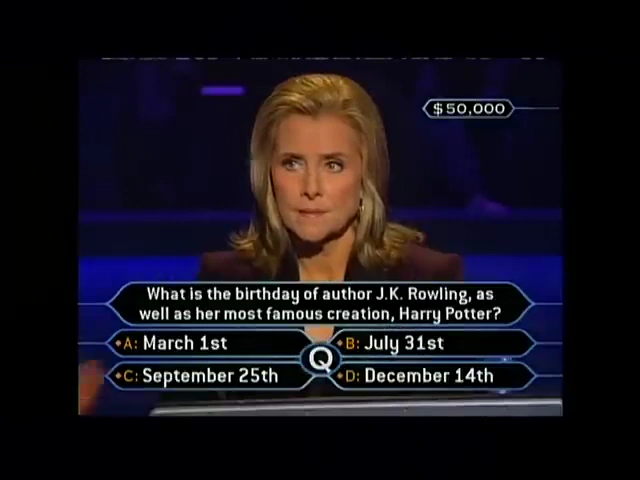 $50,000
What is the birthday of author J.K. Rowling, as
well as her most famous creation, Harry Potter?
A: March 1st
B: July 31st
Q
C: September 25th
D: December 14th